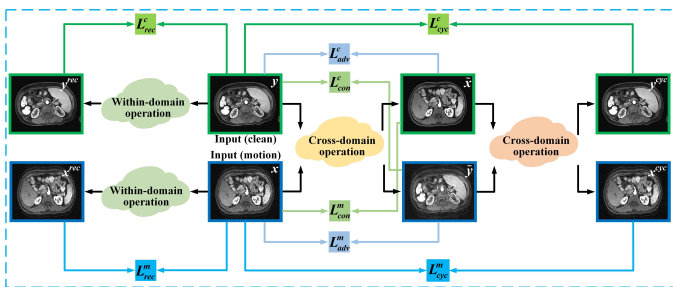 L^c_rec
L^c_cyc
L^c_adv
L^c_con
y^rec
Within-domain
operation
y
x̃
y^cyc
Input (clean)
Input (motion)
Cross-domain
operation
Cross-domain
operation
x^rec
Within-domain
operation
x
ỹ
x^cyc
L^m_con
L^m_adv
L^m_rec
L^m_cyc